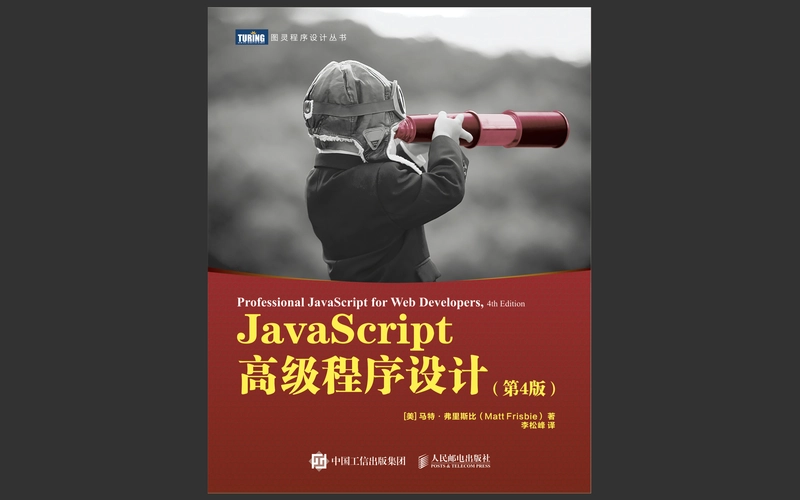 TURING 图灵程序设计丛书
Professional JavaScript for Web Developers, 4th Edition
JavaScript
高级程序设计（第4版）
[美] 马特·弗里斯比（Matt Frisbie）著
李松峰 译
中国工信出版集团 人民邮电出版社
POSTS & TELECOM PRESS